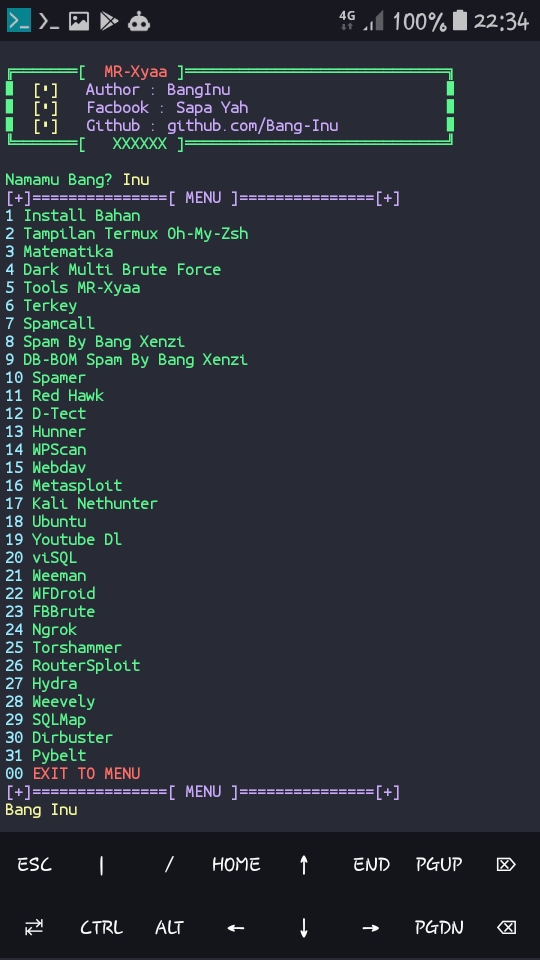 4G 100% 22:34
[ MR-Xyaa ]
[•] Author : BangInu
[•] Facbook : Sapa Yah
[•] Github : github.com/Bang-Inu
[ XXXXXX ]
Namamu Bang? Inu
[+]===============[ MENU ]===============[+]
1 Install Bahan
2 Tampilan Termux Oh-My-Zsh
3 Matematika
4 Dark Multi Brute Force
5 Tools MR-Xyaa
6 Terkey
7 Spamcall
8 Spam By Bang Xenzi
9 DB-BOM Spam By Bang Xenzi
10 Spamer
11 Red Hawk
12 D-Tect
13 Hunner
14 WPScan
15 Webdav
16 Metasploit
17 Kali Nethunter
18 Ubuntu
19 Youtube Dl
20 viSQL
21 Weeman
22 WFDroid
23 FBBrute
24 Ngrok
25 Torshammer
26 RouterSploit
27 Hydra
28 Weevely
29 SQLMap
30 Dirbuster
31 Pybelt
00 EXIT TO MENU
[+]===============[ MENU ]===============[+]
Bang Inu
ESC | / HOME ↑ END PGUP ⌦
⇄ CTRL ALT ← ↓ → PGDN ⌫